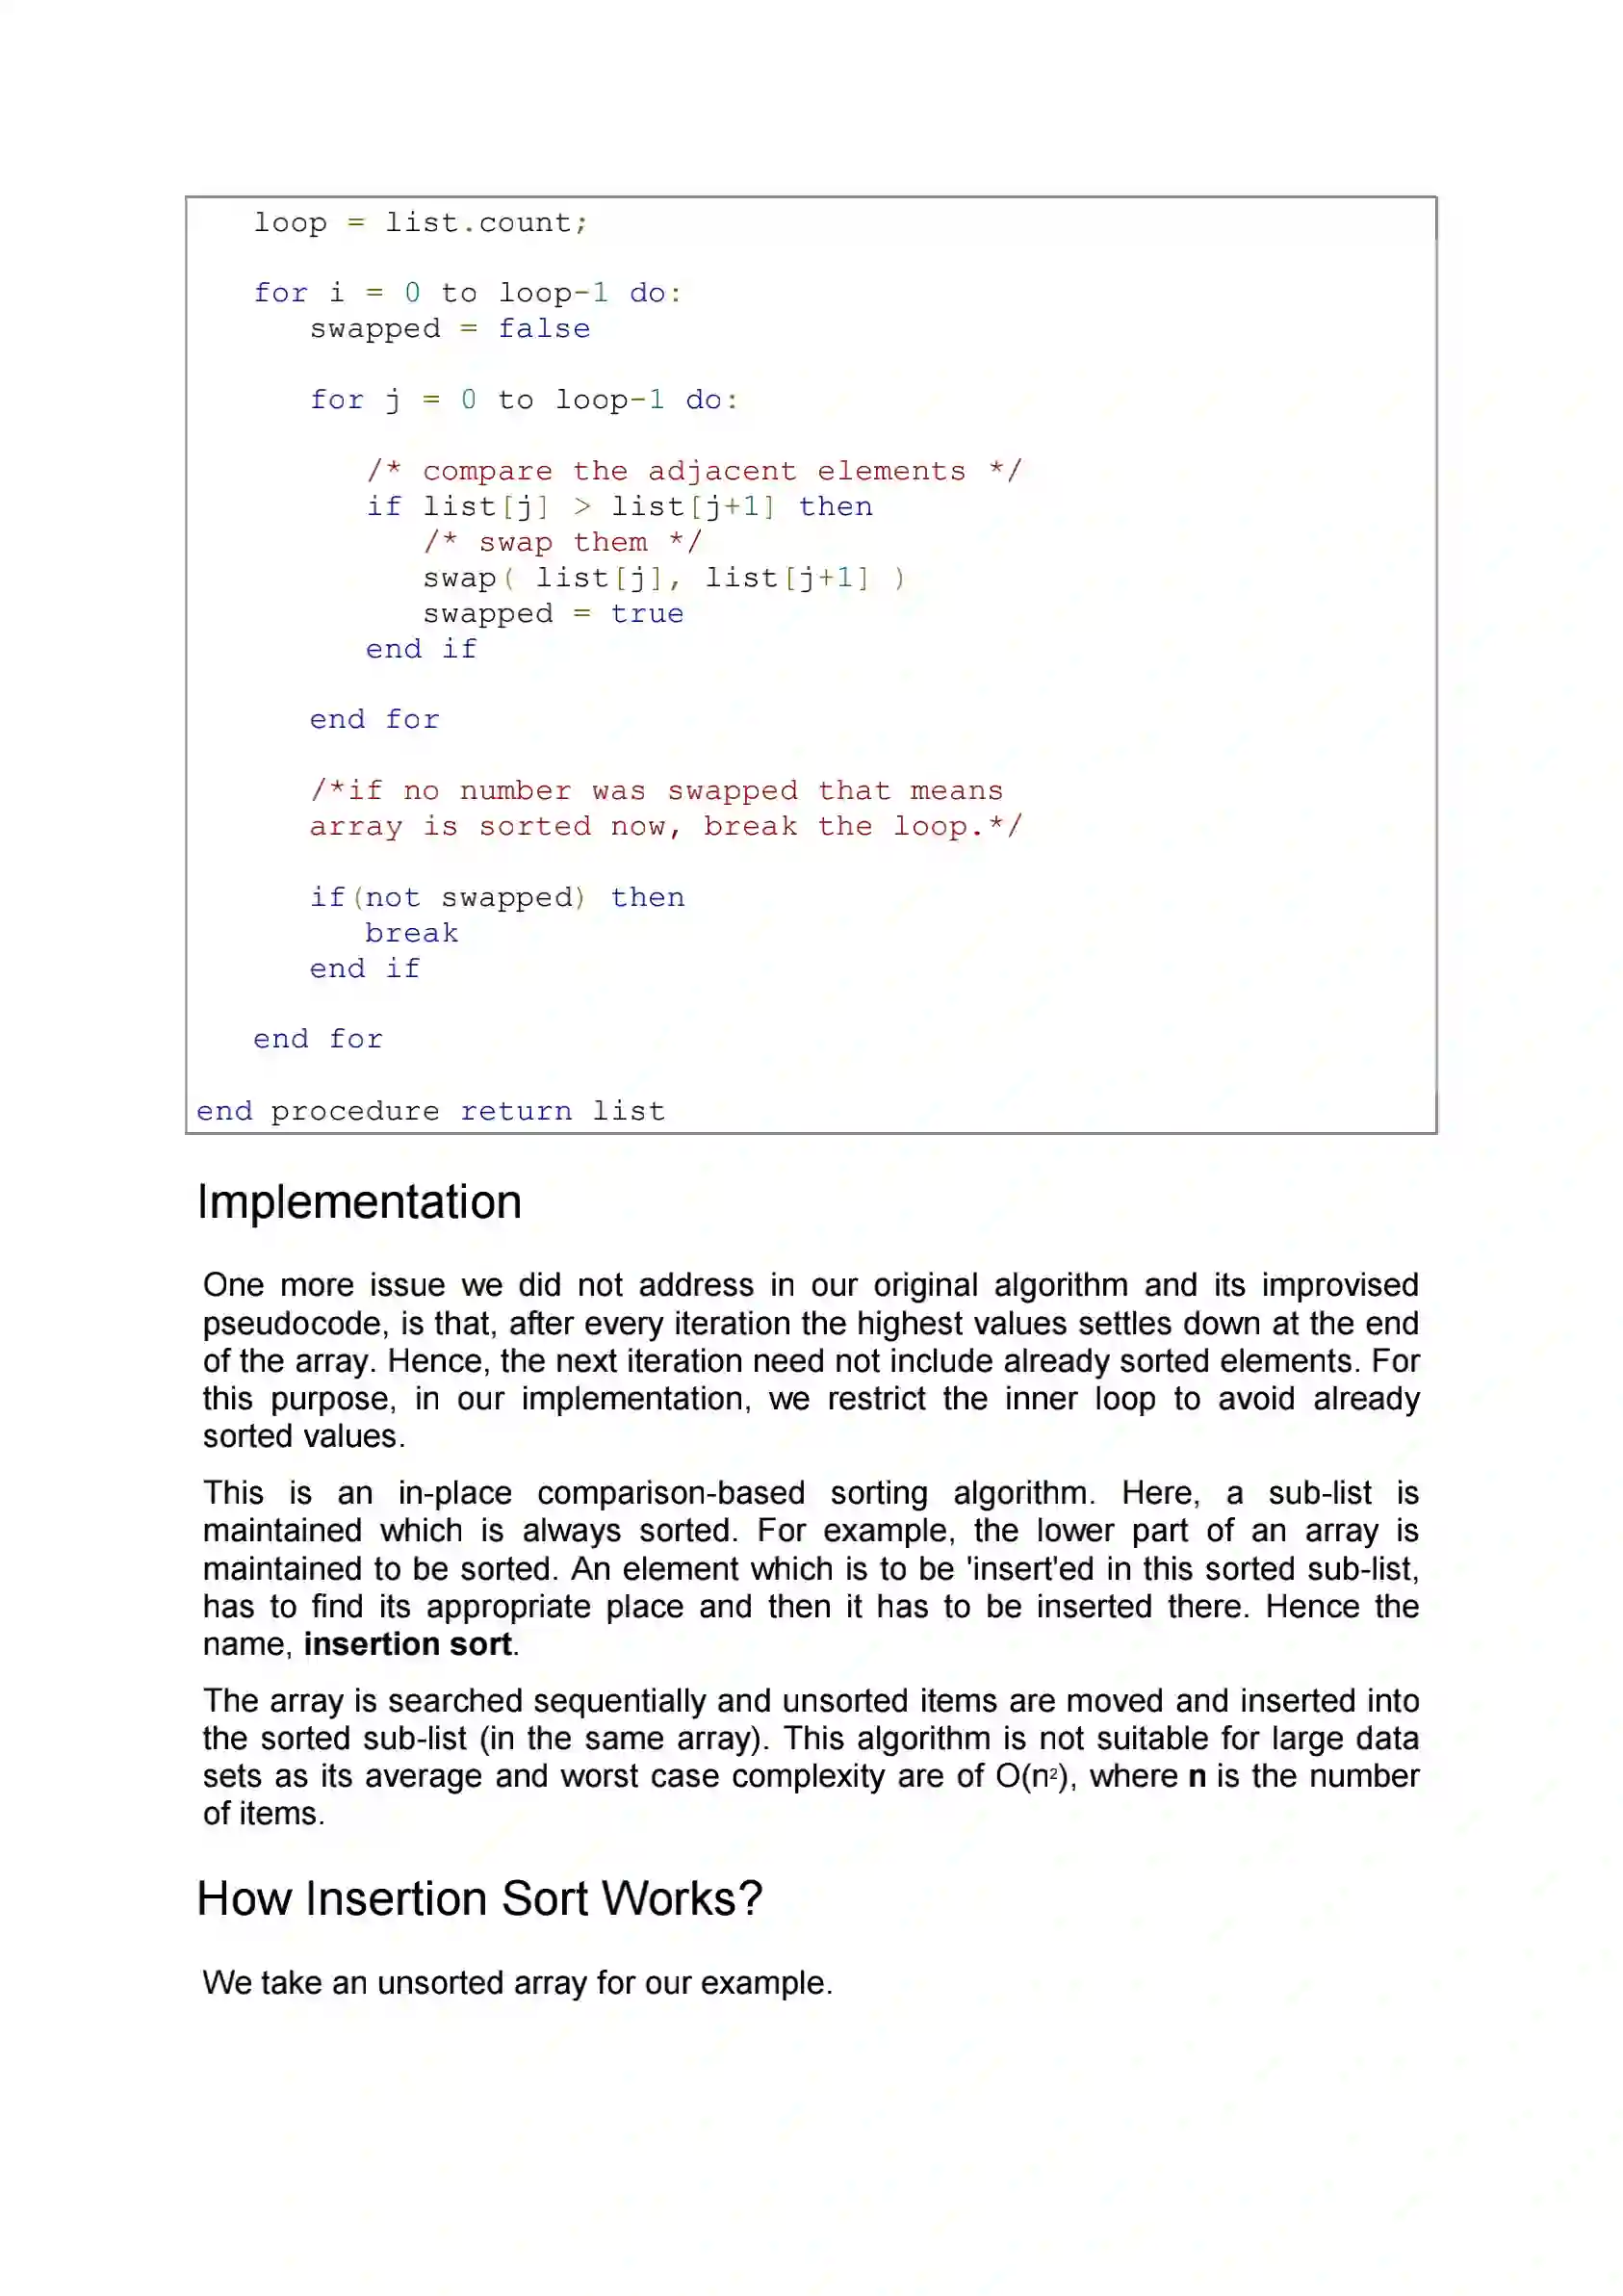 loop = list.count;
for i = 0 to loop-1 do:
swapped = false
for j = 0 to loop-1 do:
/* compare the adjacent elements */
if list[j] > list[j+1] then
/* swap them */
swap( list[j], list[j+1] )
swapped = true
end if
end for
/*if no number was swapped that means
array is sorted now, break the loop.*/
if(not swapped) then
break
end if
end for
end procedure return list
Implementation
One more issue we did not address in our original algorithm and its improvised
pseudocode, is that, after every iteration the highest values settles down at the end
of the array. Hence, the next iteration need not include already sorted elements. For
this purpose, in our implementation, we restrict the inner loop to avoid already
sorted values.
This is an in-place comparison-based sorting algorithm. Here, a sub-list is
maintained which is always sorted. For example, the lower part of an array is
maintained to be sorted. An element which is to be 'insert'ed in this sorted sub-list,
has to find its appropriate place and then it has to be inserted there. Hence the
name, insertion sort.
The array is searched sequentially and unsorted items are moved and inserted into
the sorted sub-list (in the same array). This algorithm is not suitable for large data
sets as its average and worst case complexity are of O(n²), where n is the number
of items.
How Insertion Sort Works?
We take an unsorted array for our example.